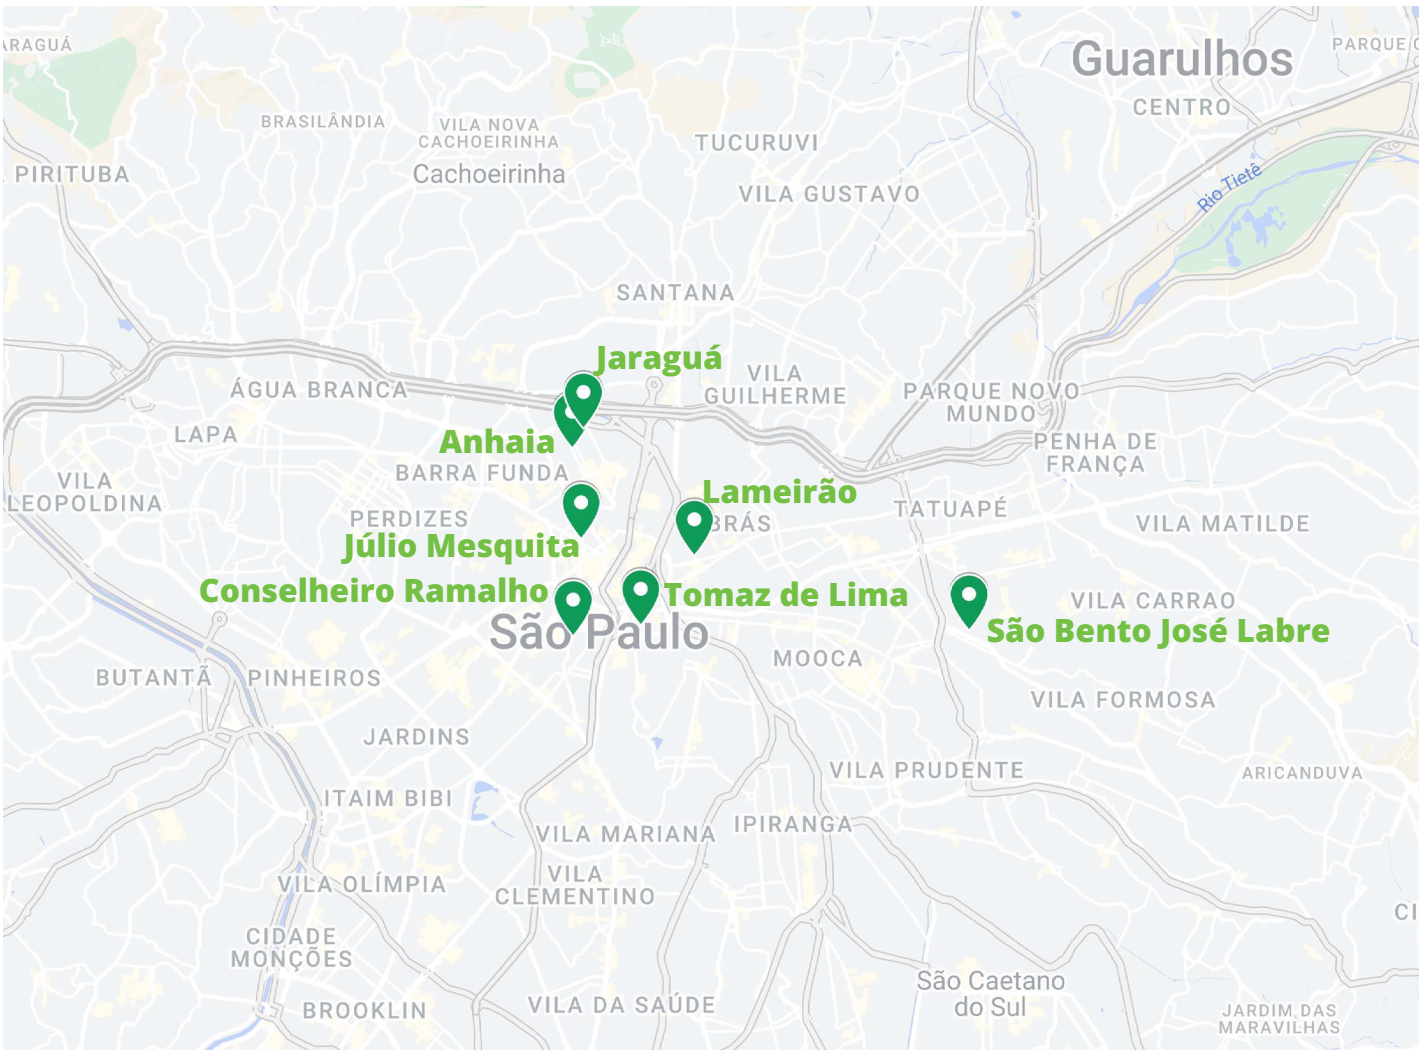 Guarulhos
CENTRO
BRASILÂNDIA
VILA NOVA
CACHOEIRINHA
Cachoeirinha
TUCURUVI
PIRITUBA
VILA GUSTAVO
Rio Tietê
SANTANA
Jaraguá
VILA
GUILHERME
ÁGUA BRANCA
PARQUE NOVO
MUNDO
LAPA
Anhaia
PENHA DE
FRANÇA
BARRA FUNDA
VILA
LEOPOLDINA
Lameirão
BRÁS
TATUAPÉ
VILA MATILDE
PERDIZES
Júlio Mesquita
Conselheiro Ramalho
Tomaz de Lima
VILA CARRAO
São Bento José Labre
São Paulo
MOOCA
BUTANTÃ
PINHEIROS
VILA FORMOSA
JARDINS
VILA PRUDENTE
ARICANDUVA
ITAIM BIBI
VILA MARIANA
IPIRANGA
VILA OLÍMPIA
VILA
CLEMENTINO
CIDADE
MONÇÕES
São Caetano
do Sul
BROOKLIN
VILA DA SAÚDE
JARDIM DAS
MARAVILHAS
PARQUE
ARAGUÁ
CI